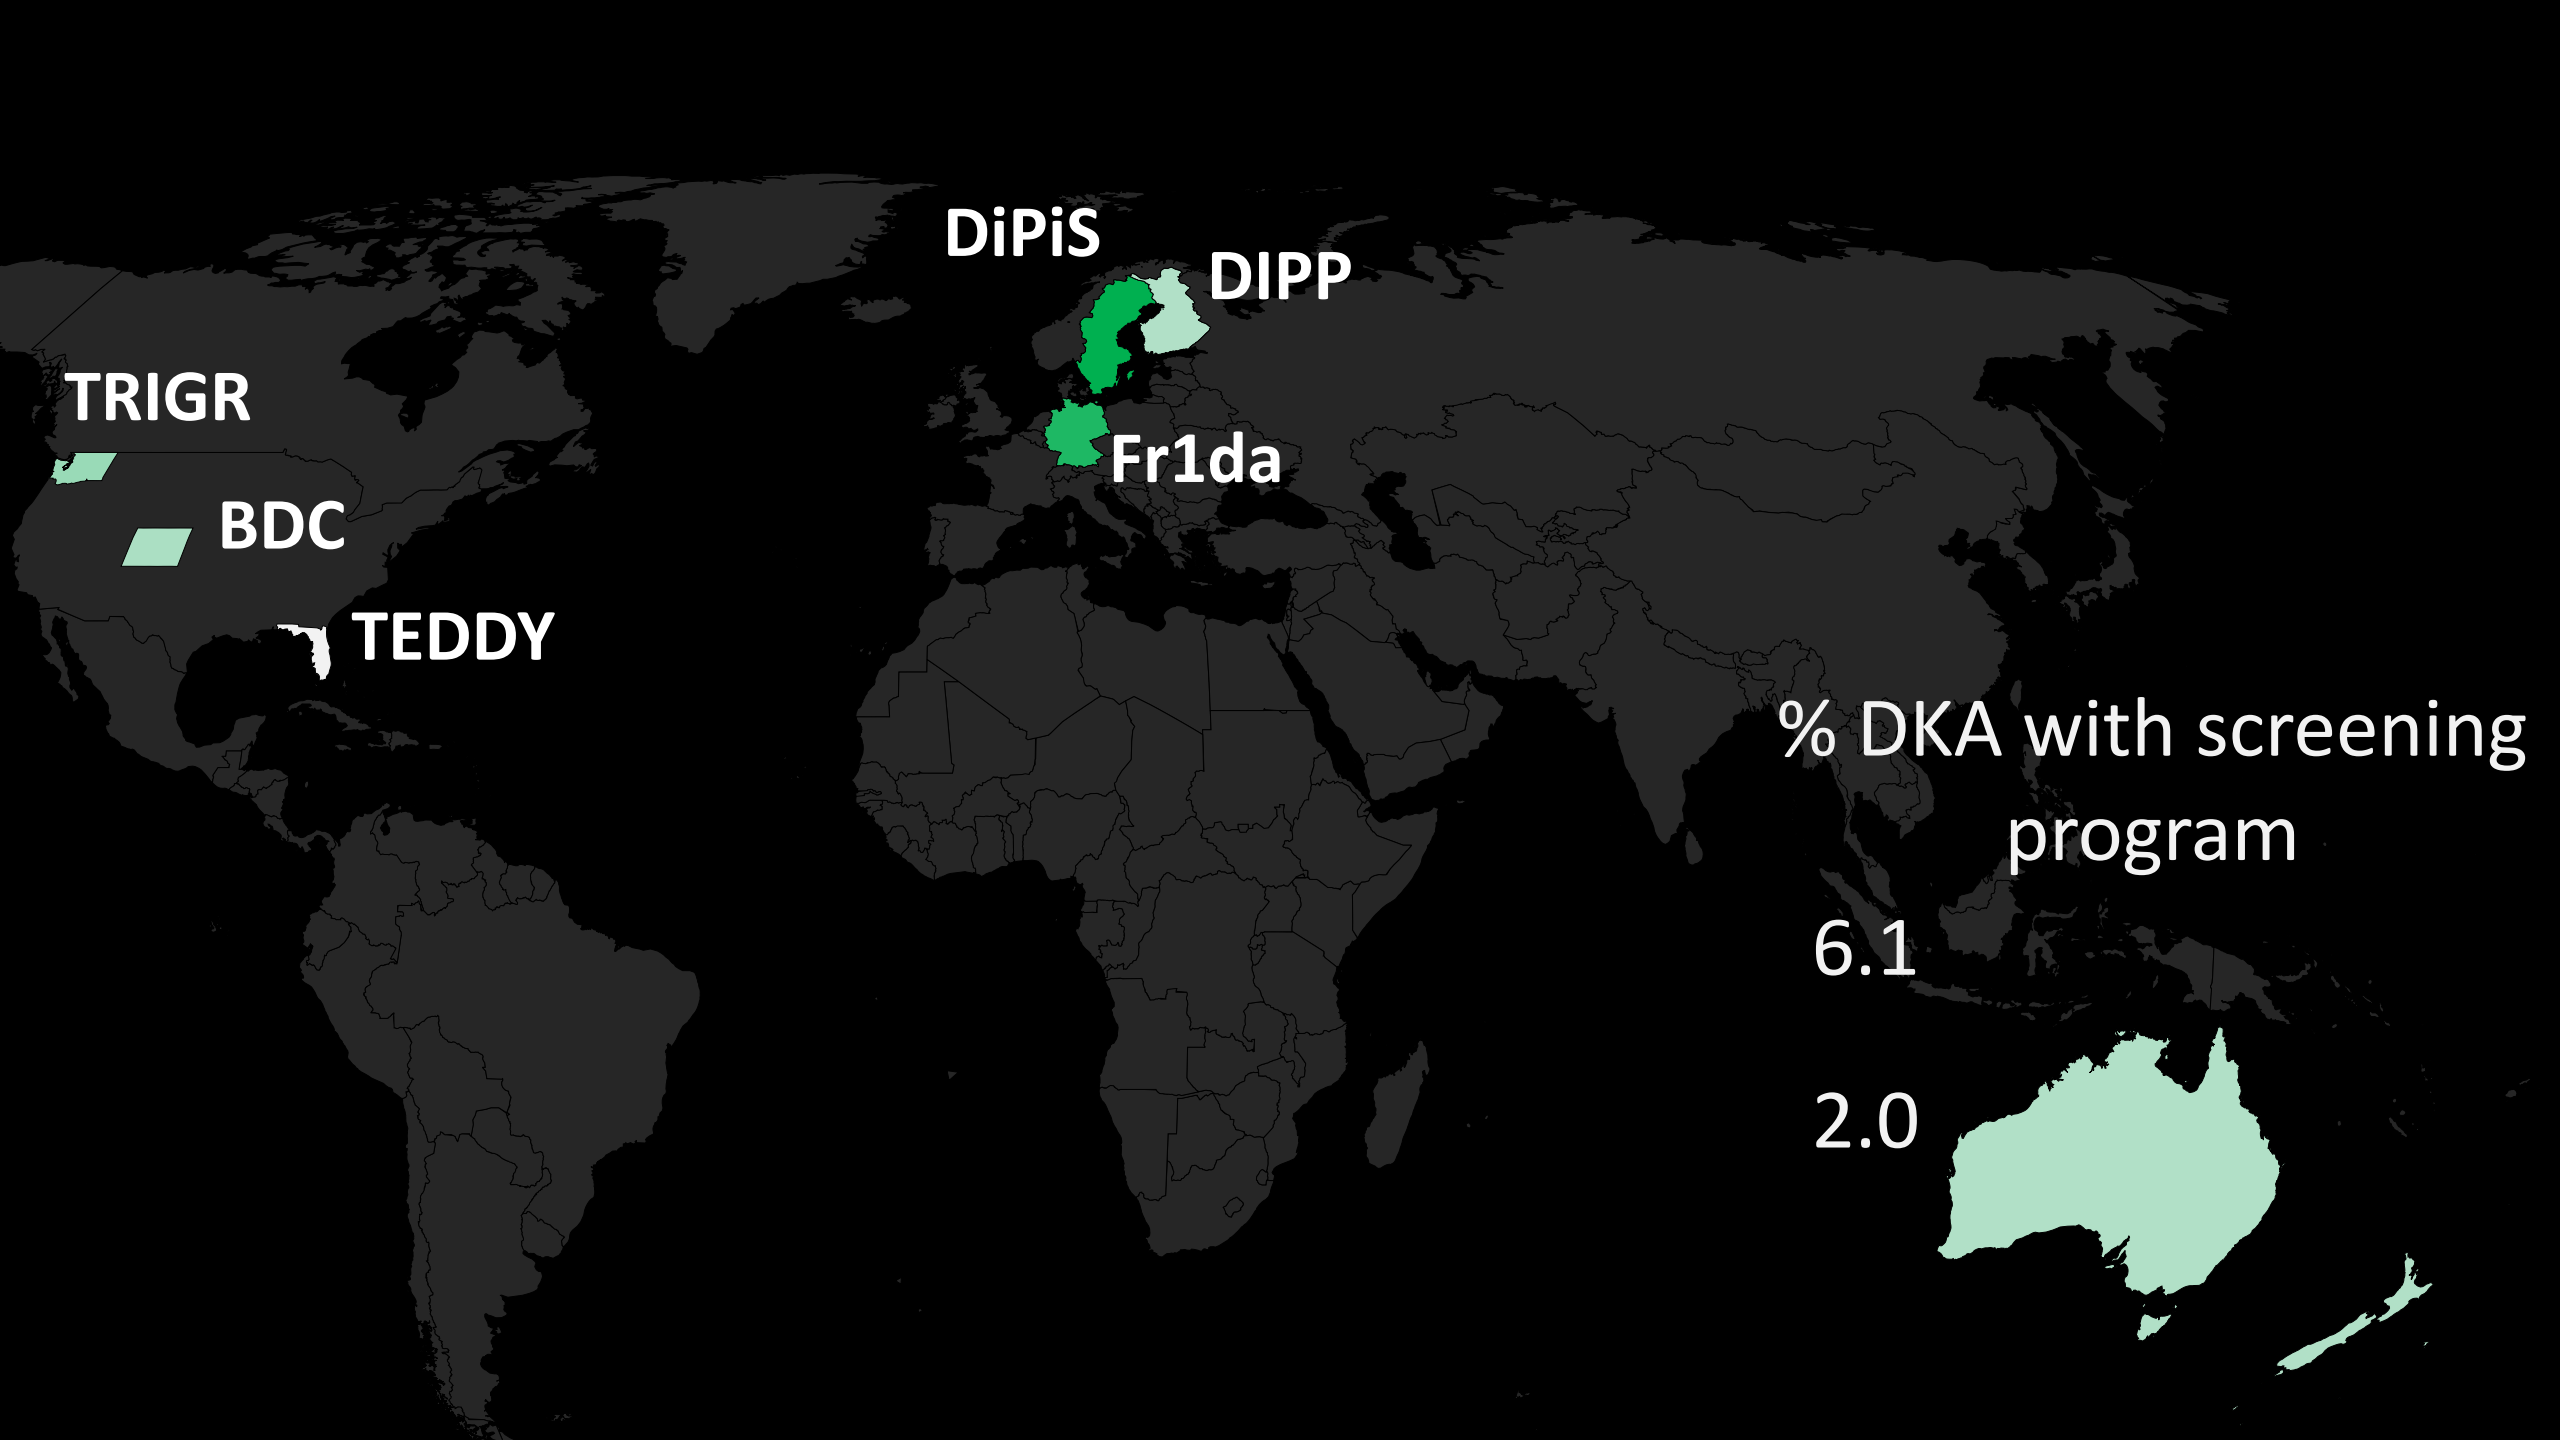 DiPiS
DIPP
TRIGR
Fr1da
BDC
TEDDY
% DKA with screening
program
6.1
2.0